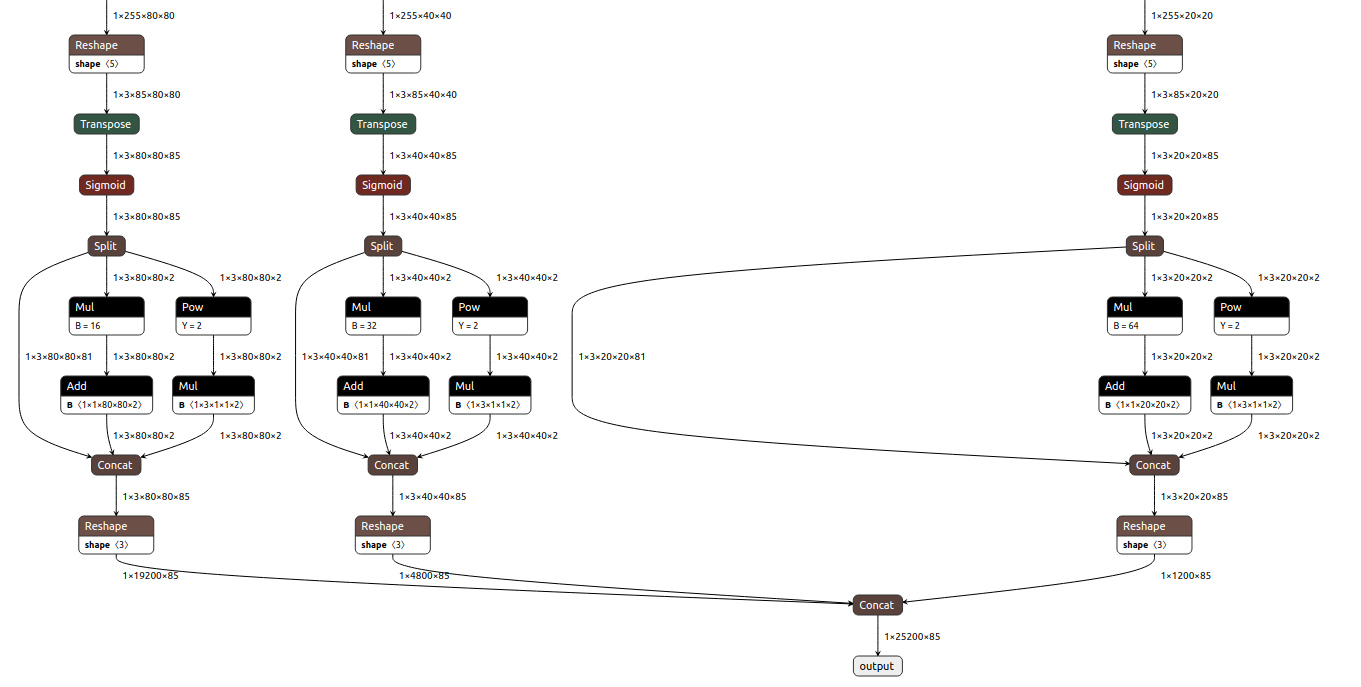 1×255×80×80
1×255×40×40
1×255×20×20
Reshape
Reshape
Reshape
shape ⟨5⟩
shape ⟨5⟩
shape ⟨5⟩
1×3×85×80×80
1×3×85×40×40
1×3×85×20×20
Transpose
Transpose
Transpose
1×3×80×80×85
1×3×40×40×85
1×3×20×20×85
Sigmoid
Sigmoid
Sigmoid
1×3×80×80×85
1×3×40×40×85
1×3×20×20×85
Split
Split
Split
1×3×80×80×2
1×3×80×80×2
1×3×40×40×2
1×3×40×40×2
1×3×20×20×2
1×3×20×20×2
Mul
Pow
Mul
Pow
Mul
Pow
B = 16
Y = 2
B = 32
Y = 2
B = 64
Y = 2
1×3×80×80×81
1×3×80×80×2
1×3×80×80×2
1×3×40×40×81
1×3×40×40×2
1×3×40×40×2
1×3×20×20×81
1×3×20×20×2
1×3×20×20×2
Add
Mul
Add
Mul
Add
Mul
B ⟨1×1×80×80×2⟩
B ⟨1×3×1×1×2⟩
B ⟨1×1×40×40×2⟩
B ⟨1×3×1×1×2⟩
B ⟨1×1×20×20×2⟩
B ⟨1×3×1×1×2⟩
1×3×80×80×2
1×3×80×80×2
1×3×40×40×2
1×3×40×40×2
1×3×20×20×2
1×3×20×20×2
Concat
Concat
Concat
1×3×80×80×85
1×3×40×40×85
1×3×20×20×85
Reshape
Reshape
Reshape
shape ⟨3⟩
shape ⟨3⟩
shape ⟨3⟩
1×19200×85
1×4800×85
1×1200×85
Concat
1×25200×85
output